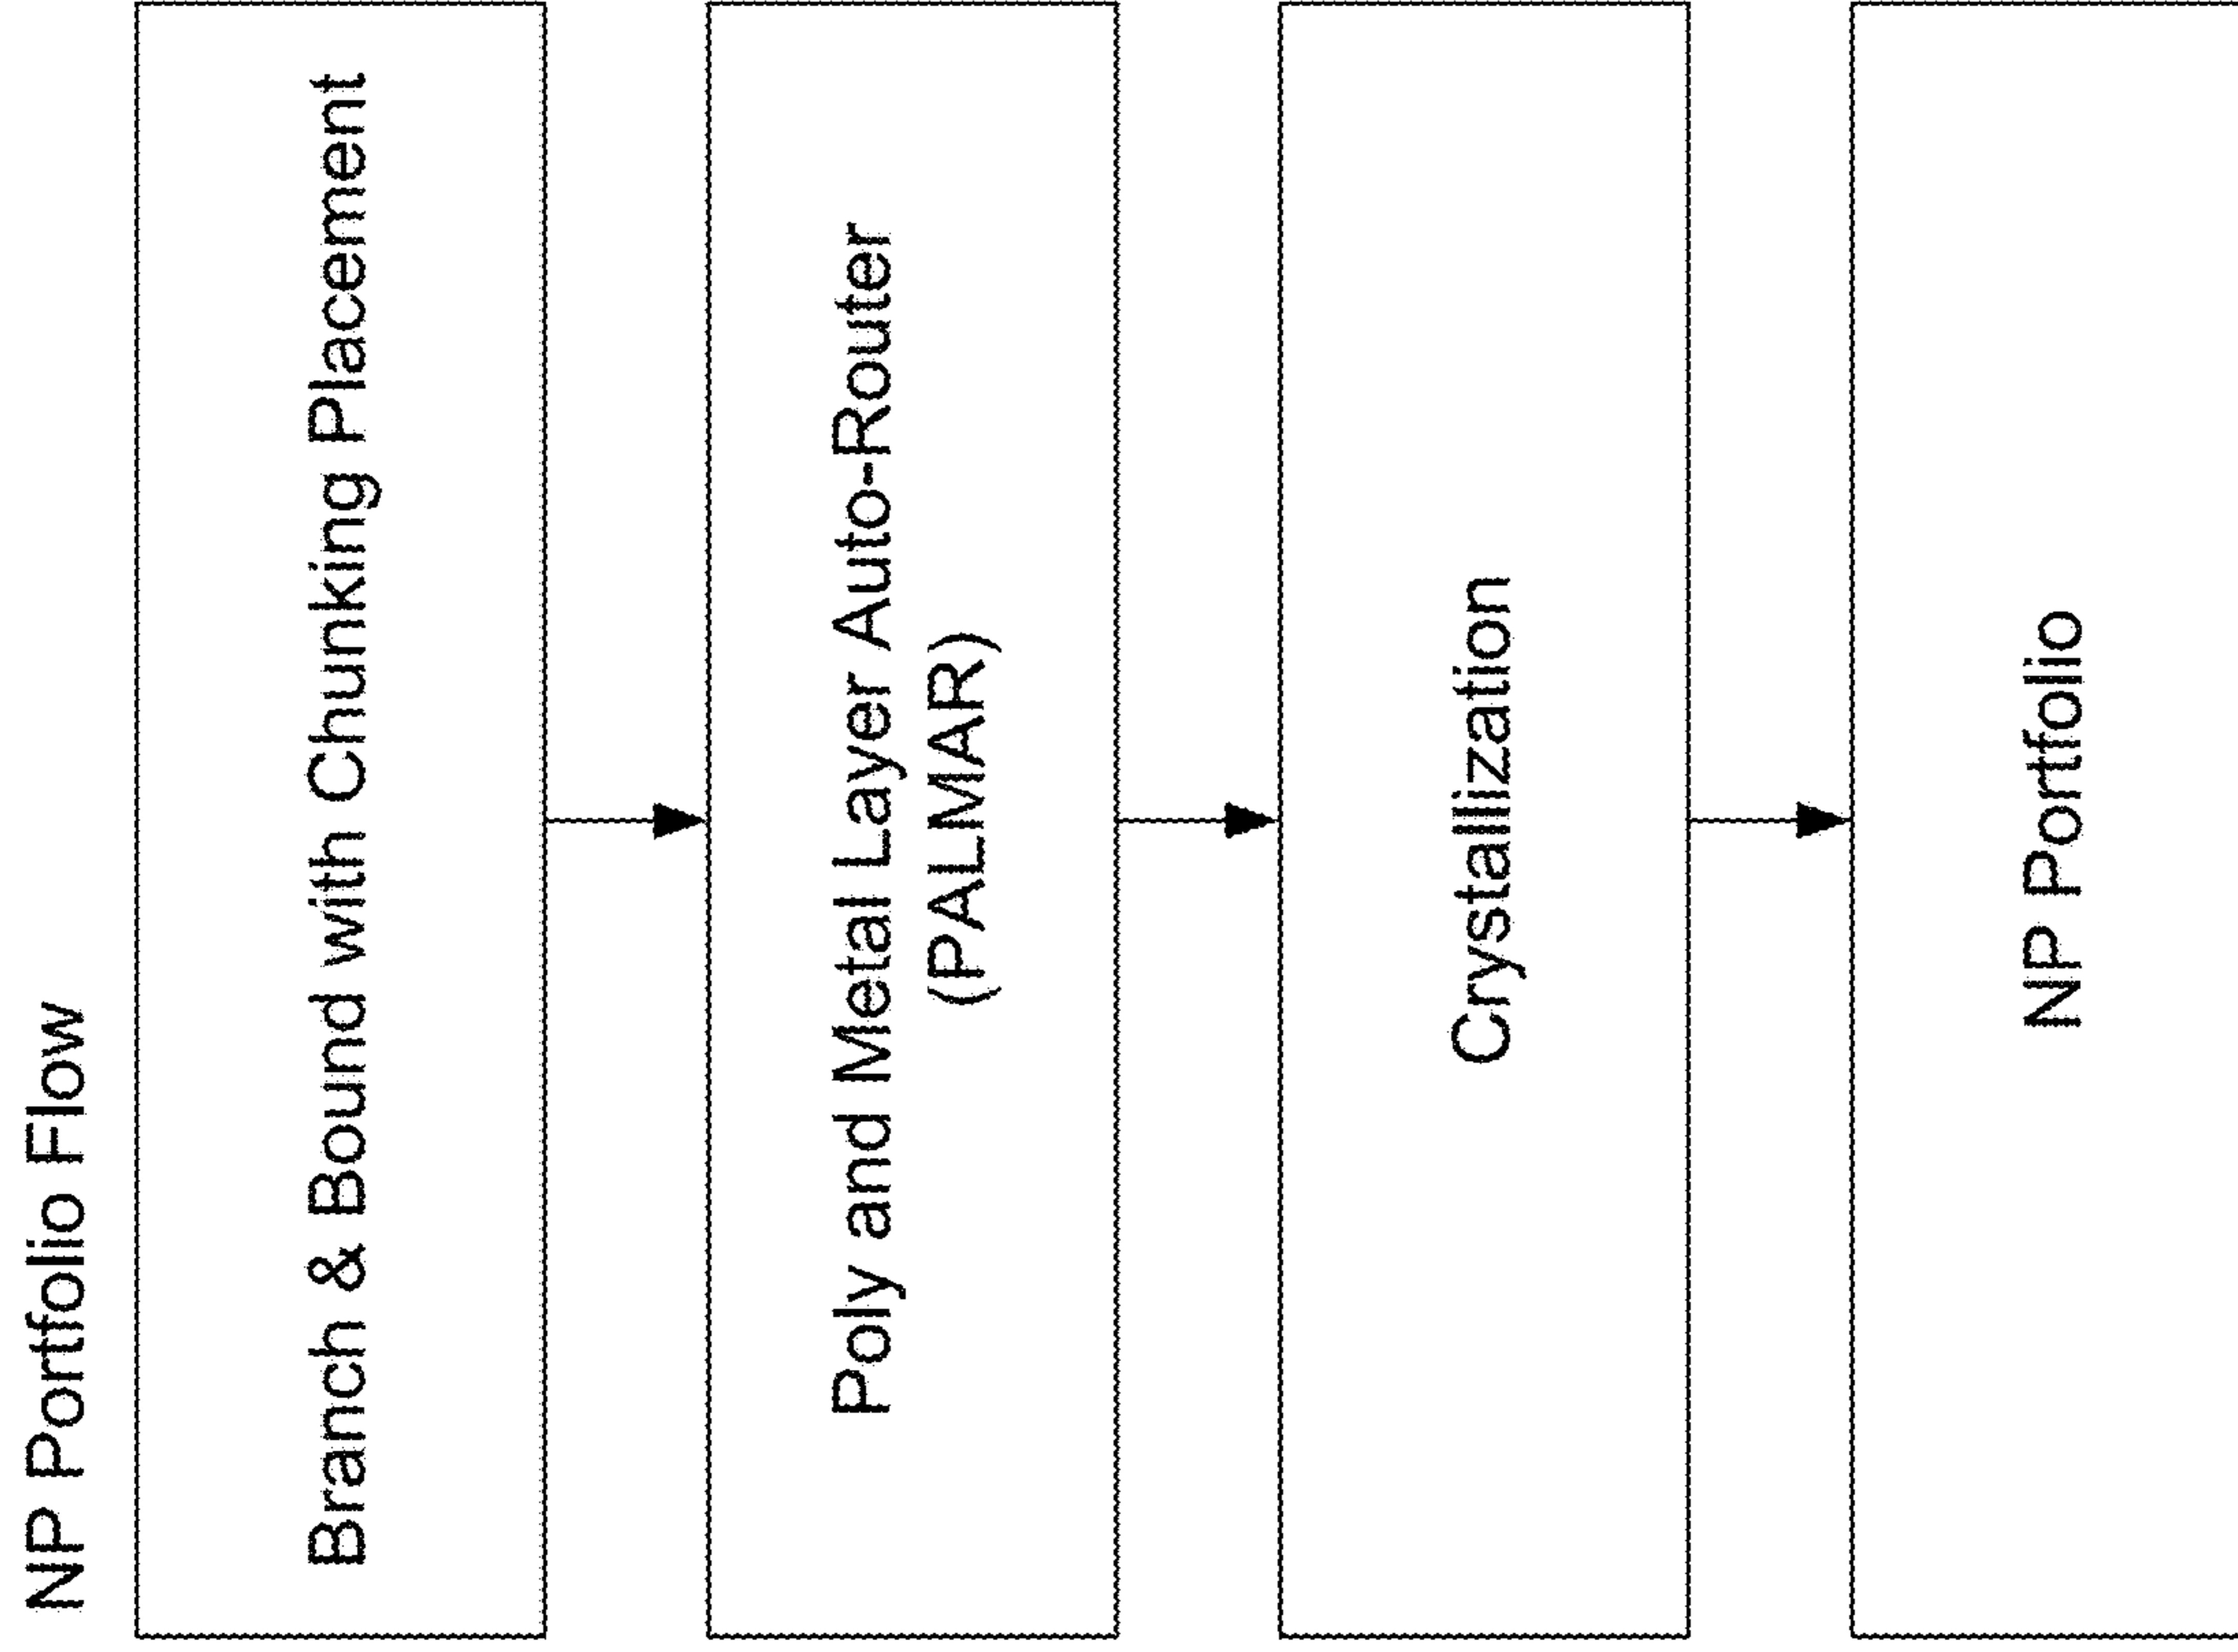 NP Portfolio Flow
Branch & Bound with Chunking Placement
Poly and Metal Layer Auto-Router
(PALMAR)
Crystallization
NP Portfolio